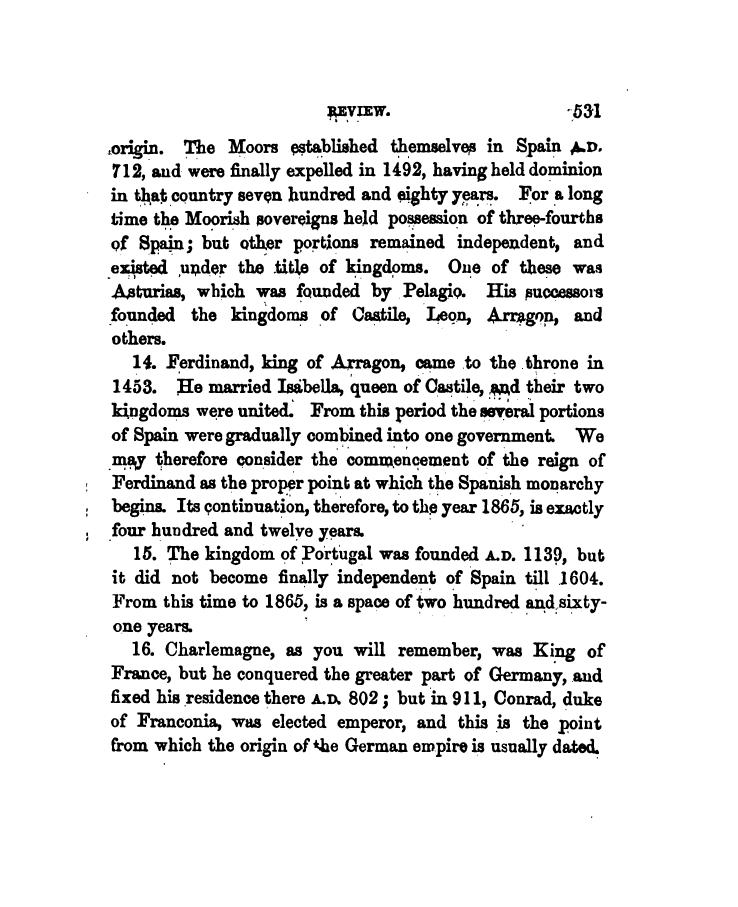 REVIEW. 531
origin. The Moors established themselves in Spain A.D.
712, and were finally expelled in 1492, having held dominion
in that country seven hundred and eighty years. For a long
time the Moorish sovereigns held possession of three-fourths
of Spain; but other portions remained independent, and
existed under the title of kingdoms. One of these was
Asturias, which was founded by Pelagio. His successors
founded the kingdoms of Castile, Leon, Arragon, and
others.
14. Ferdinand, king of Arragon, came to the throne in
1453. He married Isabella, queen of Castile, and their two
kingdoms were united. From this period the several portions
of Spain were gradually combined into one government. We
may therefore consider the commencement of the reign of
Ferdinand as the proper point at which the Spanish monarchy
begins. Its continuation, therefore, to the year 1865, is exactly
four hundred and twelve years.
15. The kingdom of Portugal was founded A.D. 1139, but
it did not become finally independent of Spain till 1604.
From this time to 1865, is a space of two hundred and sixty-
one years.
16. Charlemagne, as you will remember, was King of
France, but he conquered the greater part of Germany, and
fixed his residence there A.D. 802; but in 911, Conrad, duke
of Franconia, was elected emperor, and this is the point
from which the origin of the German empire is usually dated.